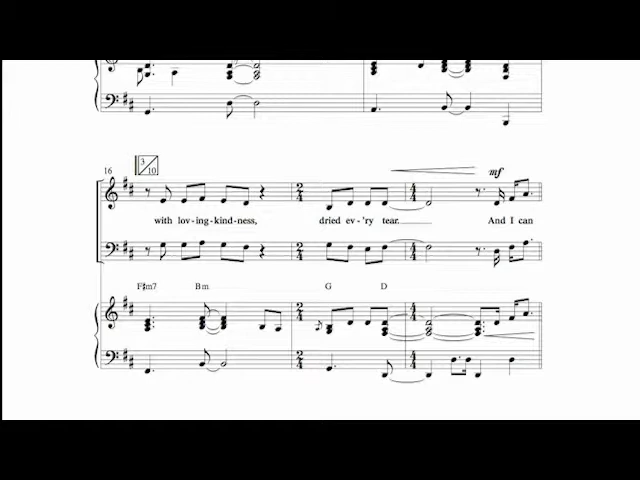 16
3
10
mf
with lov-ing-kind-ness, dried ev-'ry tear. And I can
F♯m7 Bm G D